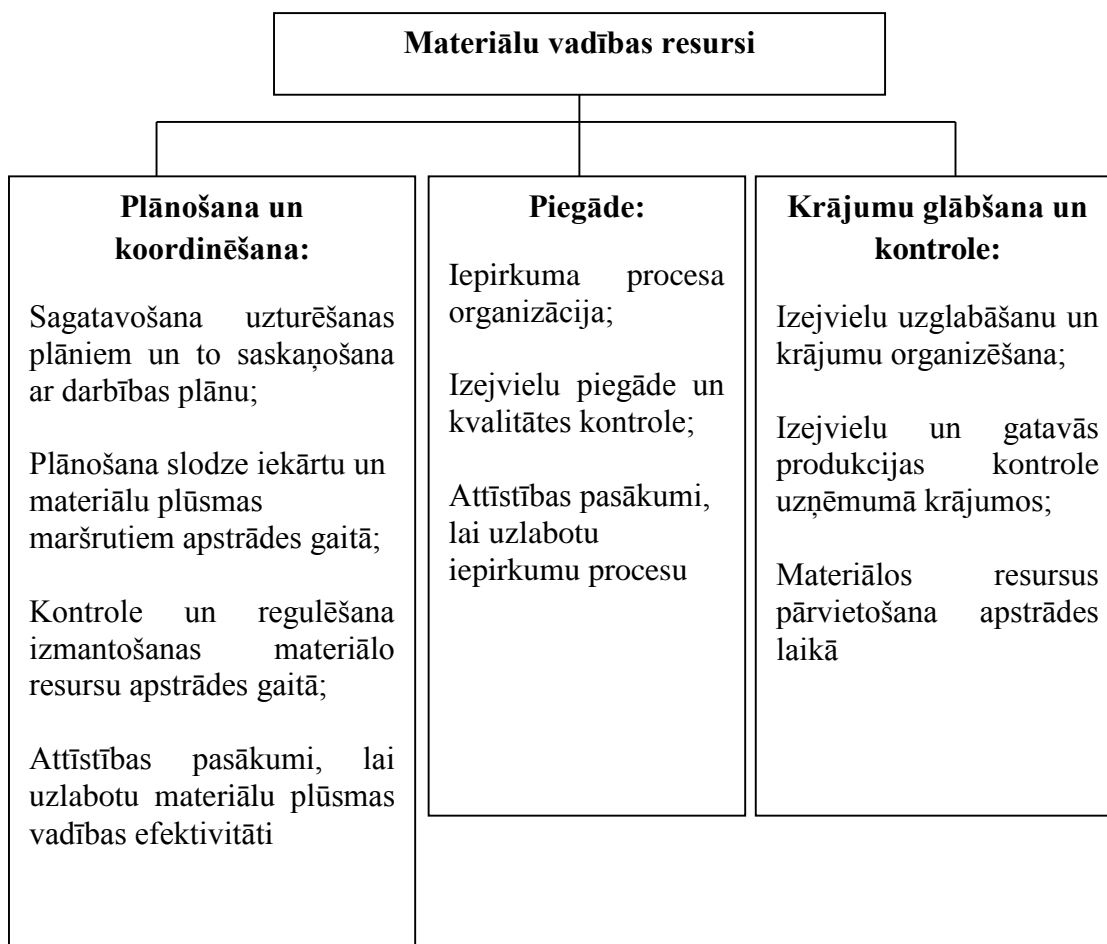 Materiālu vadības resursi
Plānošana un
koordinēšana:
Sagatavošana uzturēšanas
plāniem un to saskaņošana
ar darbības plānu;
Plānošana slodze iekārtu un
materiālu plūsmas
maršrutiem apstrādes gaitā;
Kontrole un regulēšana
izmantošanas materiālo
resursu apstrādes gaitā;
Attīstības pasākumi, lai
uzlabotu materiālu plūsmas
vadības efektivitāti
Piegāde:
Iepirkuma procesa
organizācija;
Izejvielu piegāde un
kvalitātes kontrole;
Attīstības pasākumi,
lai uzlabotu
iepirkumu procesu
Krājumu glābšana un
kontrole:
Izejvielu uzglabāšanu un
krājumu organizēšana;
Izejvielu un gatavās
produkcijas kontrole
uzņēmumā krājumos;
Materiālos resursus
pārvietošana apstrādes
laikā